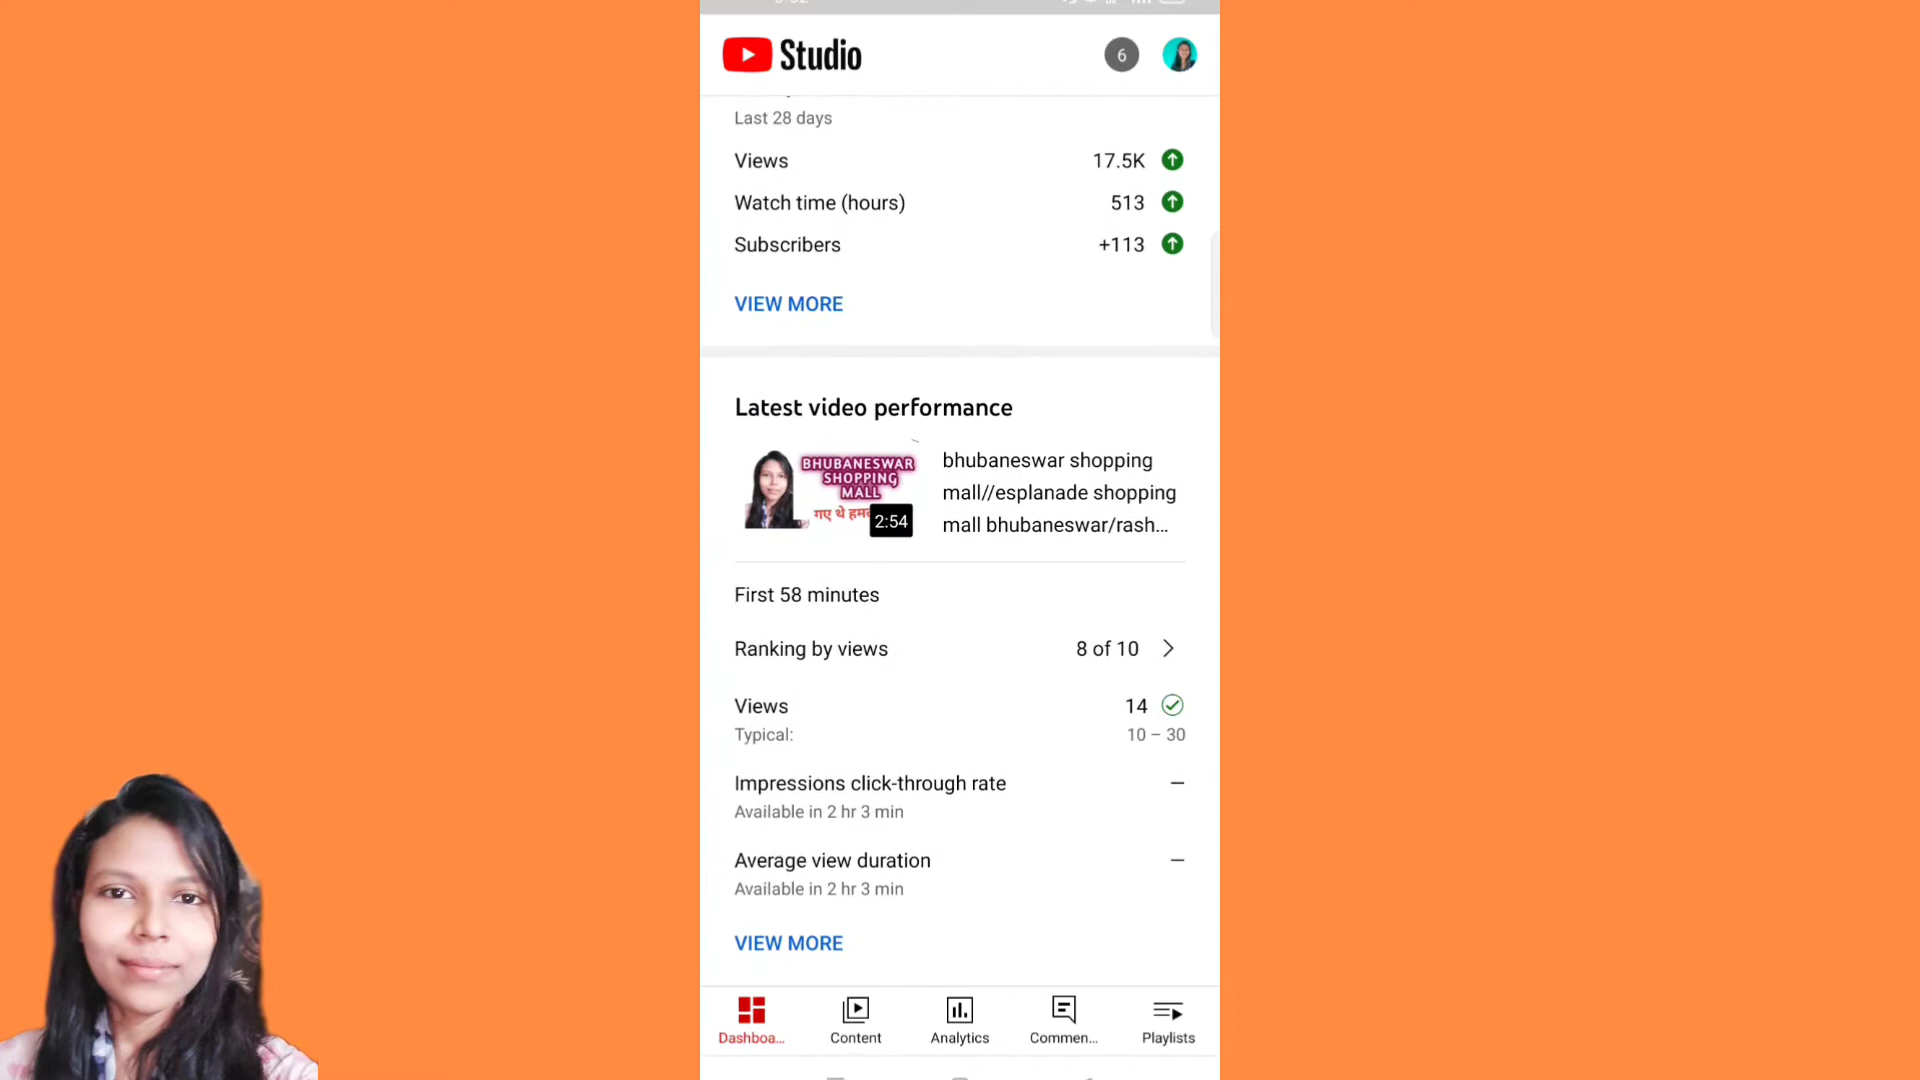 Studio
6
Last 28 days
Views 17.5K
Watch time (hours) 513
Subscribers +113
VIEW MORE
Latest video performance
BHUBANESWAR
SHOPPING
MALL
गए थे
2:54
bhubaneswar shopping
mall//esplanade shopping
mall bhubaneswar/rash...
First 58 minutes
Ranking by views 8 of 10
Views 14
Typical: 10 – 30
Impressions click-through rate –
Available in 2 hr 3 min
Average view duration –
Available in 2 hr 3 min
VIEW MORE
Dashboa... Content Analytics Commen... Playlists